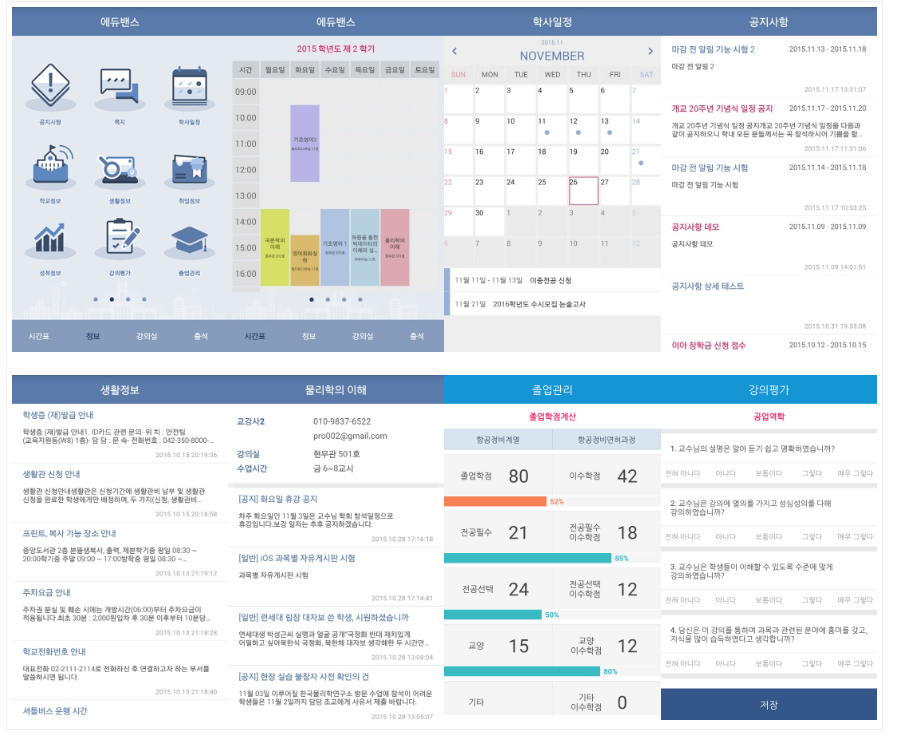 에듀밴스
공지사항
쪽지
학사일정
학교정보
생활정보
취업정보
성적정보
강의평가
졸업관리
시간표
정보
강의실
출석
에듀밴스
2015 학년도 제 2 학기
시간 월요일 화요일 수요일 목요일 금요일 토요일
09:00
10:00
11:00
12:00
13:00
14:00
15:00
16:00
기초영어2
국문학의
이해
영어회화실
습
기초영어 1
물리학의
이해
시간표
정보
강의실
출석
학사일정
2015.11
NOVEMBER
SUN MON TUE WED THU FRI SAT
1 2 3 4 5 6 7
8 9 10 11 12 13 14
15 16 17 18 19 20 21
22 23 24 25 26 27 28
29 30 1 2 3 4 5
6 7 8 9 10 11 12
11월 11일 - 11월 13일 이중전공 신청
11월 21일 2016학년도 수시모집 논술고사
공지사항
마감 전 알림 기능 시험 2 2015.11.13 - 2015.11.18
마감 전 알림 2
2015.11.17 13:31:07
개교 20주년 기념식 일정 공지 2015.11.17 - 2015.11.20
개교 20주년 기념식 일정 공지개교 20주년 기념식 일정을 다음과
같이 공지하오니 학내 모든 분들께서는 꼭 참석하시어 기쁨을 함..
2015.11.17 11:31:06
마감 전 알림 기능 시험 2015.11.14 - 2015.11.18
마감 전 알림 기능 시험
2015.11.17 10:53:25
공지사항 데모 2015.11.09 - 2015.11.09
공지사항 데모
2015.11.09 14:01:51
공지사항 상세 테스트
2015.10.31 19:55:08
이아 장학금 신청 접수 2015.10.12 - 2015.10.15
생활정보
학생증 (재)발급 안내
학생증 (재)발급 안내1. ID카드 관련 문의- 위 치 : 안전팀
(교육지원동(W8) 1층)- 담 당 : 문 속- 전화번호 : 042-350-8000-...
2015.10.15 20:19:36
생활관 신청 안내
생활관 신청안내생활관은 신청기간에 생활관비 납부 및 생활관
신청을 완료한 학생에게만 배정하며, 두 가지(신청, 생활관비...
2015.10.15 20:18:58
프린트, 복사 가능 장소 안내
중앙도서관 2층 분들샘복사, 출력, 제본학기중 평일 08:30 ~
20:00학기중 주말 09:00 ~ 17:00방학중 평일 08:30 ~...
2015.10.13 21:19:12
주차요금 안내
주차권 분실 및 훼손 시에는 개방시간(06:00)부터 주차요금이
적용됩니다.최초 30분 : 2,000원입차 후 30분 이후부터 10분당...
2015.10.13 21:18:28
학교전화번호 안내
대표전화 02-2111-2114로 전화하신 후 연결하고자 하는 부서를
말씀하시면 됩니다.
2015.10.13 21:18:40
셔틀버스 운행 시간
물리학의 이해
교강사2 010-9837-6522
pro002@gmail.com
강의실 현부관 501호
수업시간 금 6~8교시
[공지] 화요일 휴강 공지
차주 화요일인 11월 3일은 교수님 학회 참석일정으로
휴강입니다.보강 일자는 추후 공지하겠습니다.
2015.10.28 17:16:18
[일반] iOS 과목별 자유게시판 시험
과목별 자유게시판 시험
2015.10.28 17:14:41
[일반] 련세대 림장 대자보 쓴 학생, 사원하셨습니까
연세대생 박성근씨 실명과 얼굴 공개"국정화 반대 재치있게
어필하고 싶어북한식 국정화, 북한체 대자보 생각해한 두 시간만...
2015.10.28 13:08:04
[공지] 현장 실습 불참자 사전 확인의 건
11월 03일 이루어질 한국물리학연구소 방문 수업에 참석이 어려운
학생들은 11월 2일까지 담당 조교에게 사유서 제출 바랍니다.
2015.10.28 13:05:07
졸업관리
졸업학점계산
항공정비계열 항공정비면허과정
졸업학점 80 이수학점 42
52%
전공필수 21 전공필수
이수학점 18
85%
전공선택 24 전공선택
이수학점 12
50%
교양 15 교양
이수학점 12
80%
기타 기타
이수학점 0
강의평가
공업역학
1. 교수님의 설명은 알아 듣기 쉽고 명확하였습니까?
전혀 아니다 아니다 보통이다 그렇다 매우 그렇다
2. 교수님은 강의에 열의를 가지고 성심성의를 다해
강의하였습니까?
전혀 아니다 아니다 보통이다 그렇다 매우 그렇다
3. 교수님은 학생들이 이해할 수 있도록 수준에 맞게
강의하였습니까?
전혀 아니다 아니다 보통이다 그렇다 매우 그렇다
4. 당신은 이 강의를 통하여 과목과 관련된 분야에 흥미를 갖고,
지식을 많이 습득하였다고 생각합니까?
전혀 아니다 아니다 보통이다 그렇다 매우 그렇다
저장